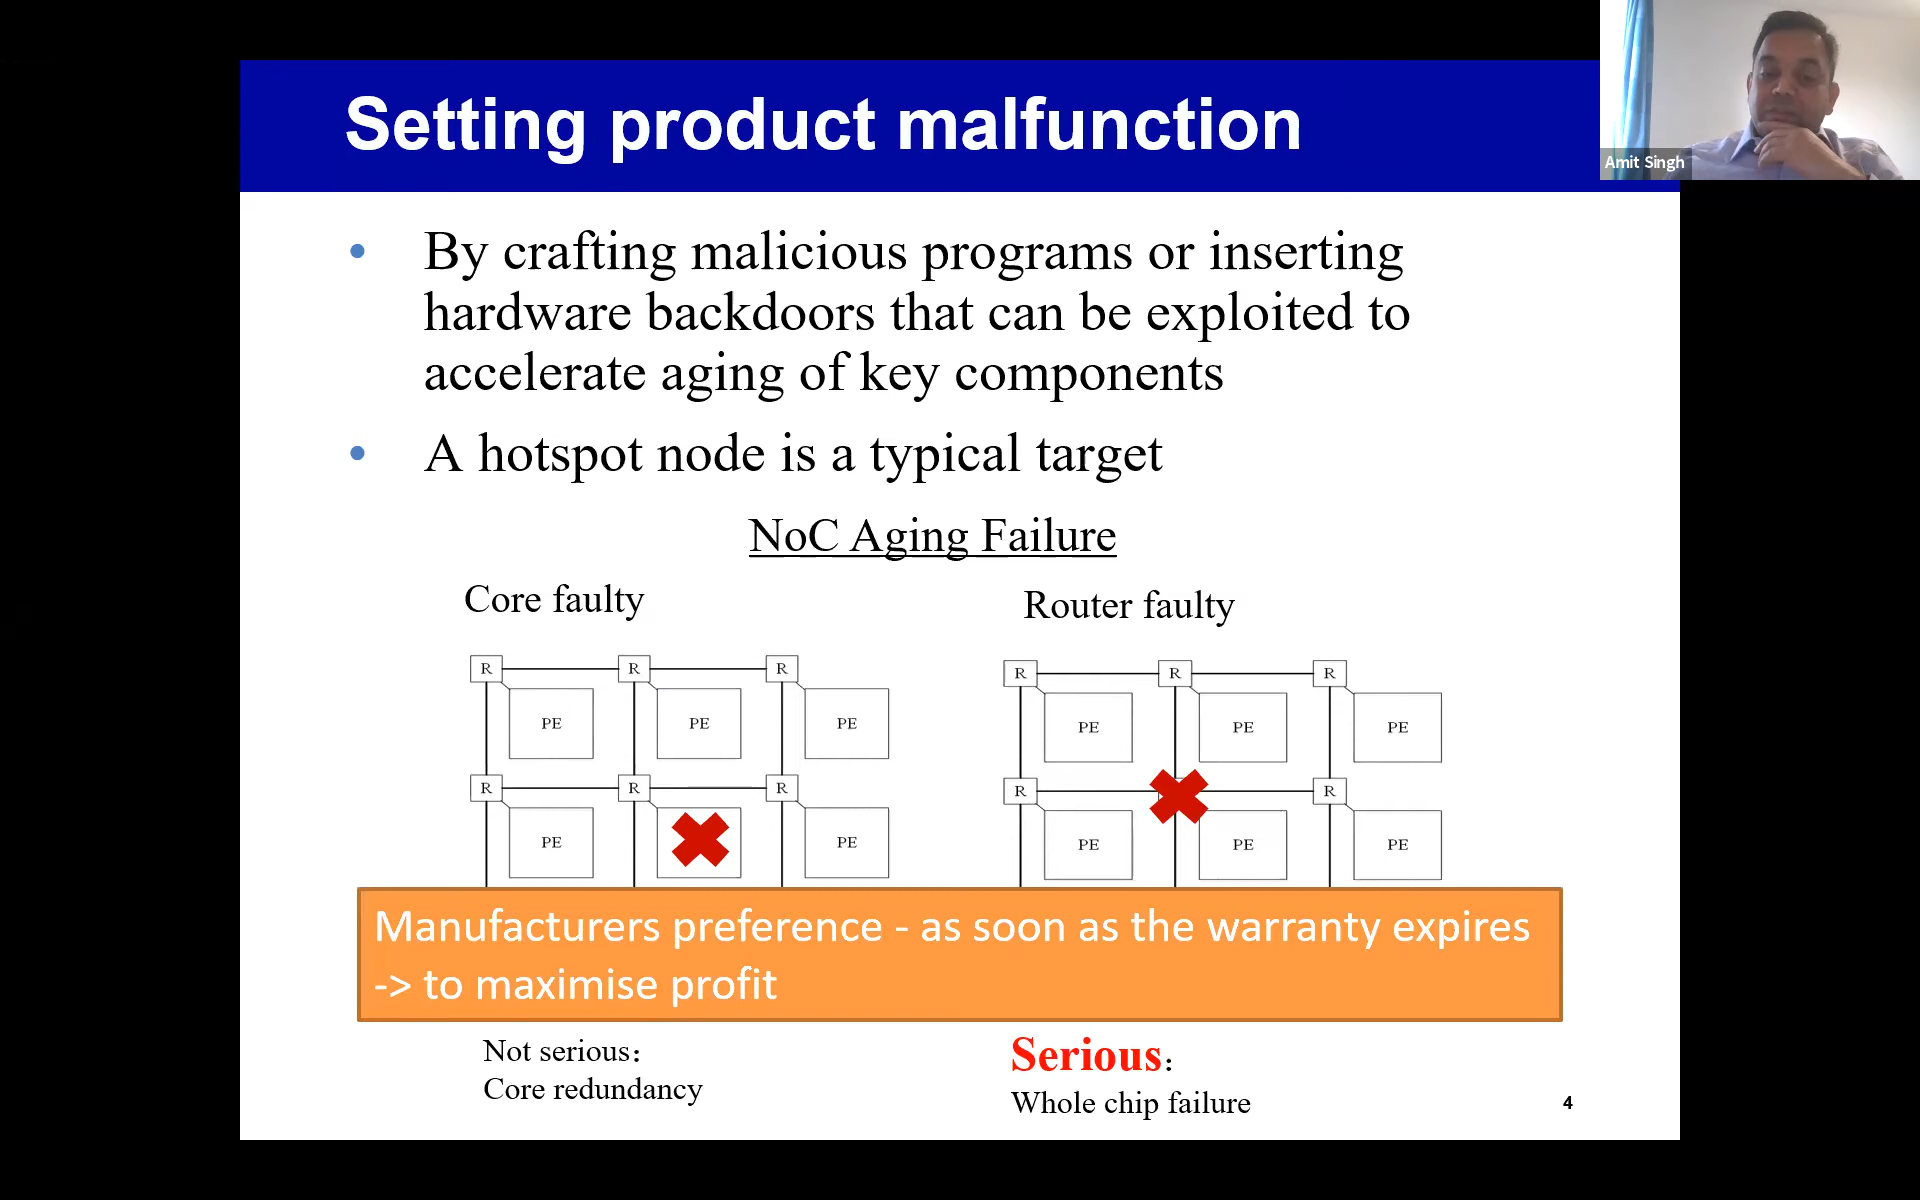 Setting product malfunction
Amit Singh
• By crafting malicious programs or inserting
hardware backdoors that can be exploited to
accelerate aging of key components
• A hotspot node is a typical target
NoC Aging Failure
Core faulty
Router faulty
R R R
PE PE PE
R R R
PE PE
R R R
PE PE PE
R R
PE PE PE
Manufacturers preference - as soon as the warranty expires
-> to maximise profit
Not serious：
Core redundancy
Serious：
Whole chip failure
4